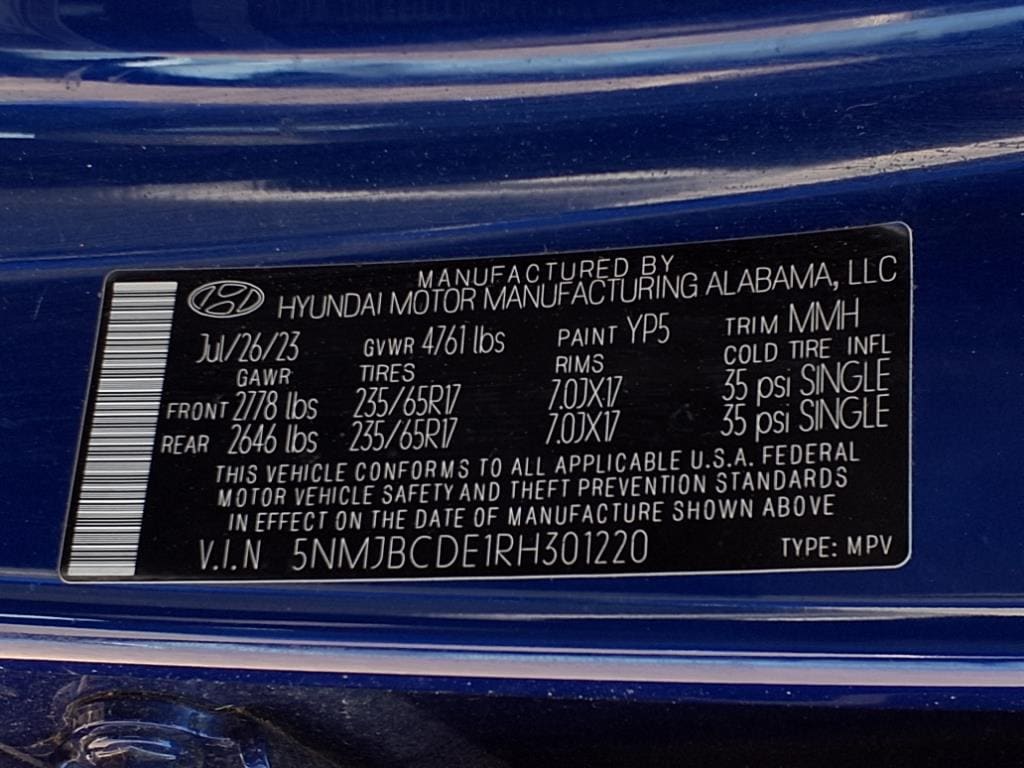 MANUFACTURED BY
HYUNDAI MOTOR MANUFACTURING ALABAMA, LLC
Jul/26/23 GVWR 4761 lbs PAINT YP5 TRIM MMH
GAWR TIRES RIMS COLD TIRE INFL
FRONT 2778 lbs 235/65R17 7.0JX17 35 psi SINGLE
REAR 2646 lbs 235/65R17 7.0JX17 35 psi SINGLE
THIS VEHICLE CONFORMS TO ALL APPLICABLE U.S.A. FEDERAL
MOTOR VEHICLE SAFETY AND THEFT PREVENTION STANDARDS
IN EFFECT ON THE DATE OF MANUFACTURE SHOWN ABOVE
V.I.N 5NMJBCDE1RH301220 TYPE: MPV